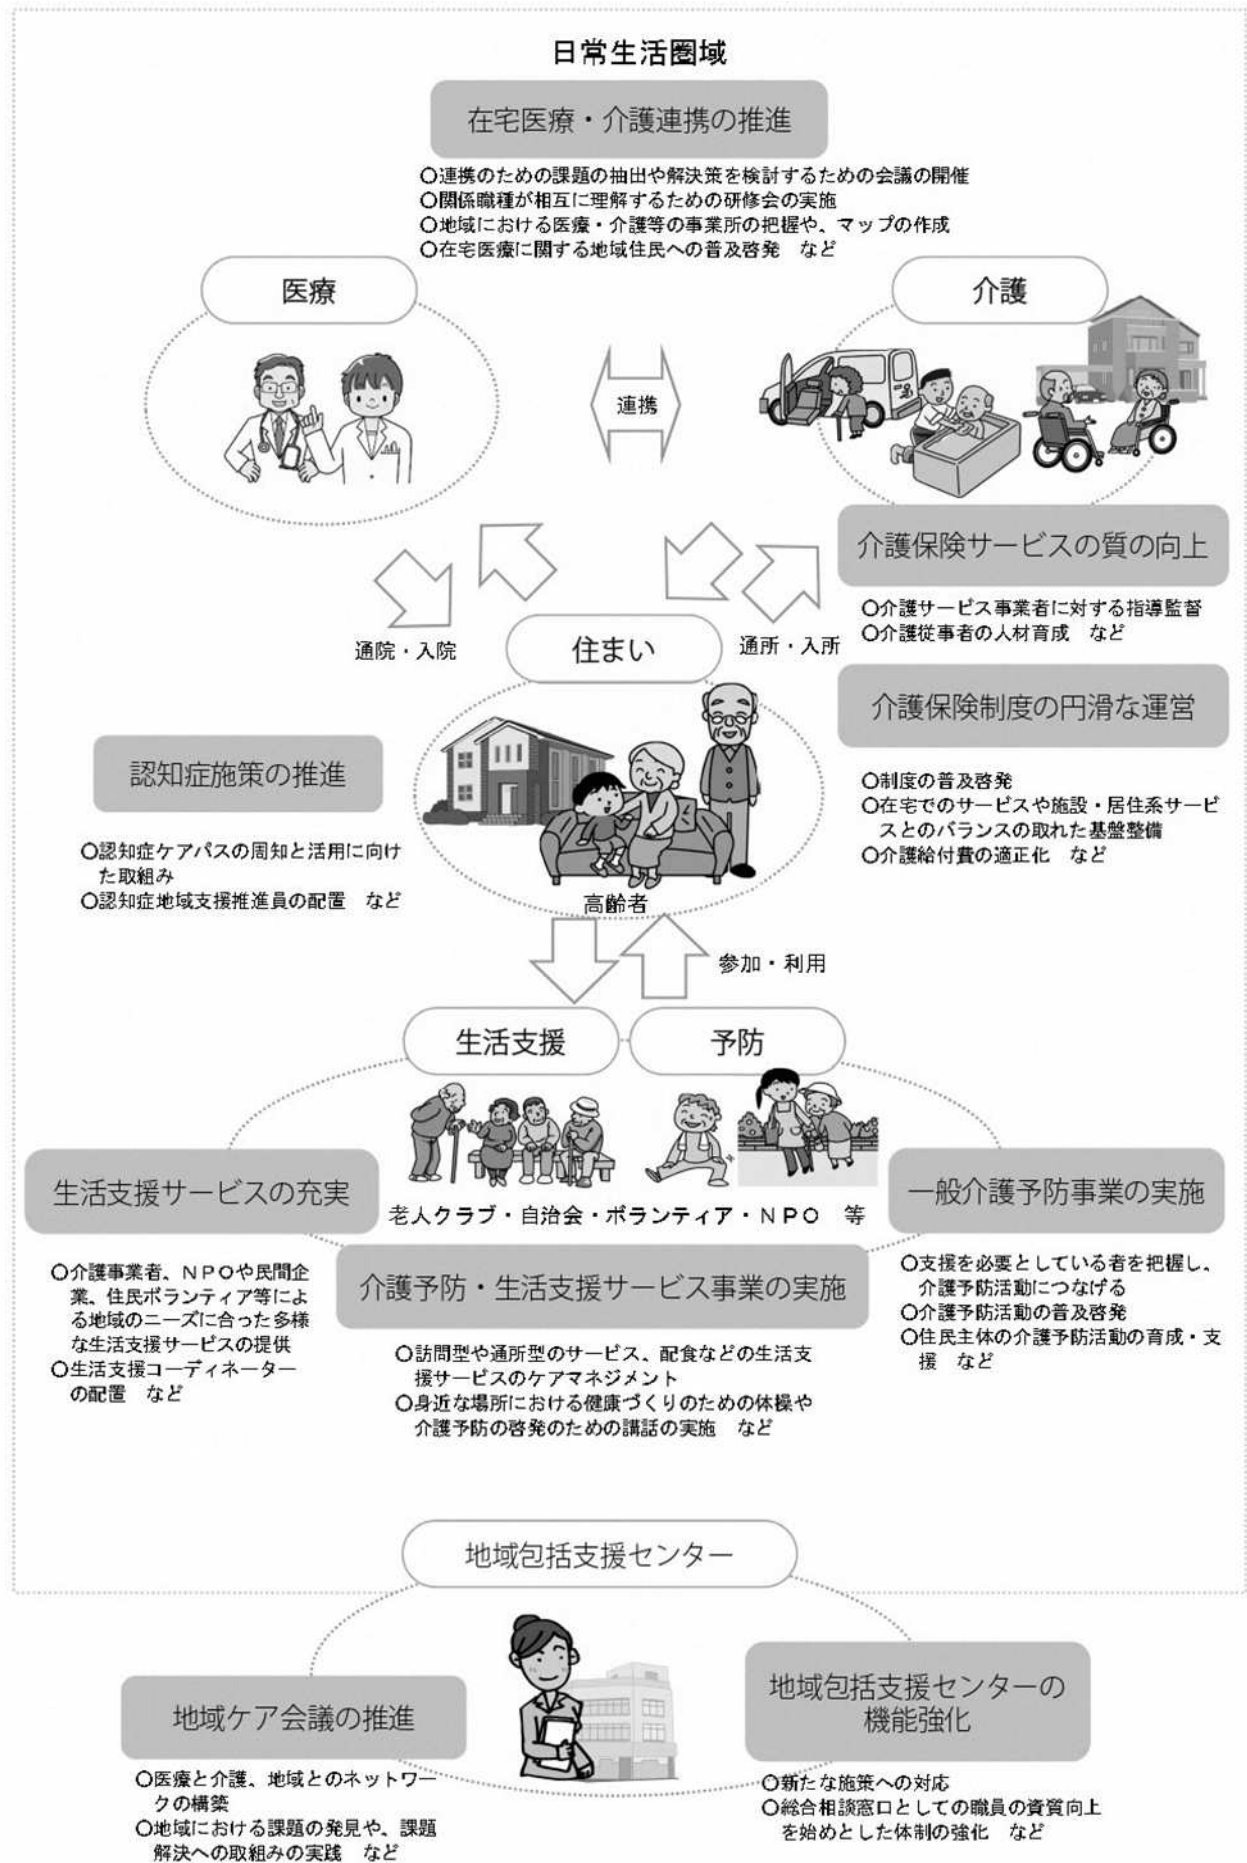 日常生活圏域
在宅医療・介護連携の推進
○連携のための課題の抽出や解決策を検討するための会議の開催
○関係職種が相互に理解するための研修会の実施
○地域における医療・介護等の事業所の把握や、マップの作成
○在宅医療に関する地域住民への普及啓発　など
医療
介護
連携
介護保険サービスの質の向上
○介護サービス事業者に対する指導監督
○介護従事者の人材育成　など
通院・入院
住まい
通所・入所
介護保険制度の円滑な運営
○制度の普及啓発
○在宅でのサービスや施設・居住系サービ
スとのバランスの取れた基盤整備
○介護給付費の適正化　など
認知症施策の推進
○認知症ケアパスの周知と活用に向け
た取組み
○認知症地域支援推進員の配置　など
高齢者
参加・利用
生活支援
予防
老人クラブ・自治会・ボランティア・ＮＰＯ　等
生活支援サービスの充実
○介護事業者、ＮＰＯや民間企
業、住民ボランティア等によ
る地域のニーズに合った多様
な生活支援サービスの提供
○生活支援コーディネーター
の配置　など
介護予防・生活支援サービス事業の実施
○訪問型や通所型のサービス、配食などの生活支
援サービスのケアマネジメント
○身近な場所における健康づくりのための体操や
介護予防の啓発のための講話の実施　など
一般介護予防事業の実施
○支援を必要としている者を把握し、
介護予防活動につなげる
○介護予防活動の普及啓発
○住民主体の介護予防活動の育成・支
援　など
地域包括支援センター
地域ケア会議の推進
○医療と介護、地域とのネットワー
クの構築
○地域における課題の発見や、課題
解決への取組みの実践　など
地域包括支援センターの
機能強化
○新たな施策への対応
○総合相談窓口としての職員の資質向上
を始めとした体制の強化　など